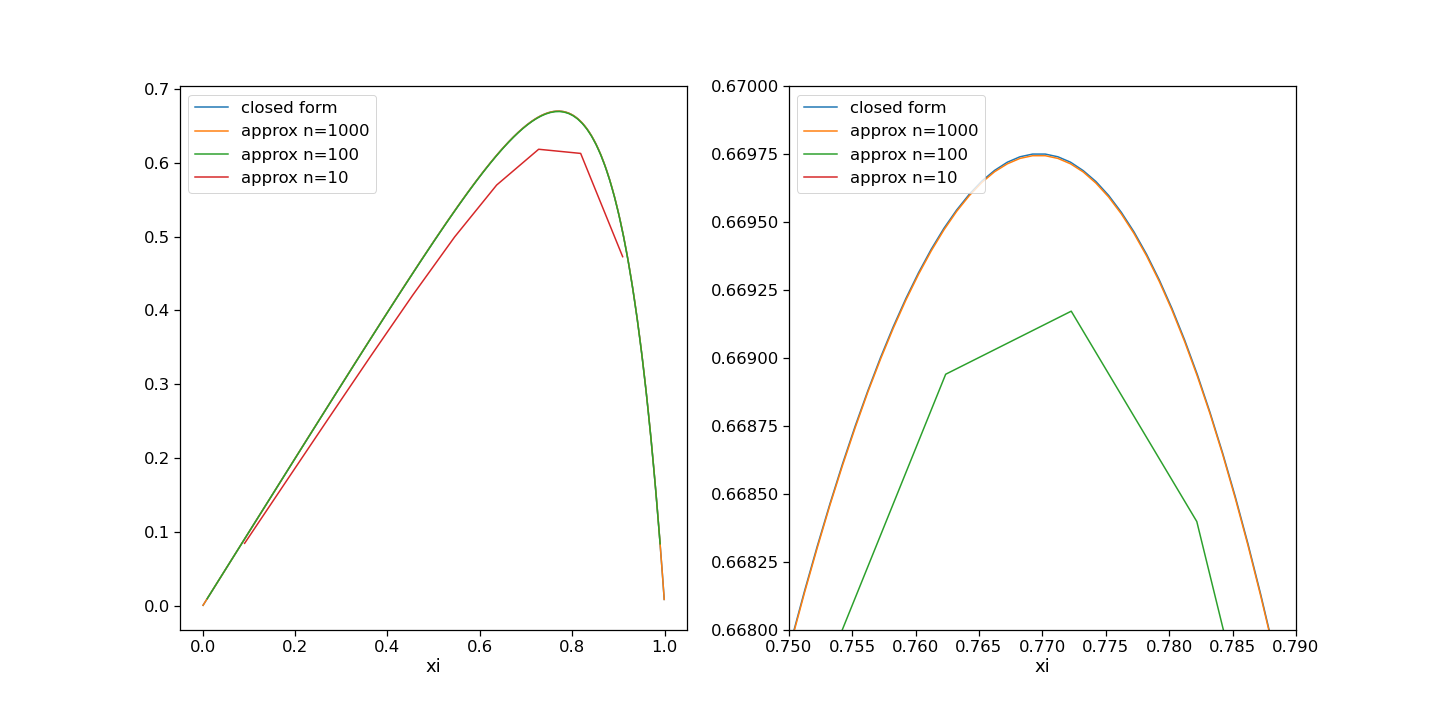 closed form
approx n=1000
approx n=100
approx n=10
0.7
0.6
0.5
0.4
0.3
0.2
0.1
0.0
0.0 0.2 0.4 0.6 0.8 1.0
xi
closed form
approx n=1000
approx n=100
approx n=10
0.67000
0.66975
0.66950
0.66925
0.66900
0.66875
0.66850
0.66825
0.66800
0.750 0.755 0.760 0.765 0.770 0.775 0.780 0.785 0.790
xi